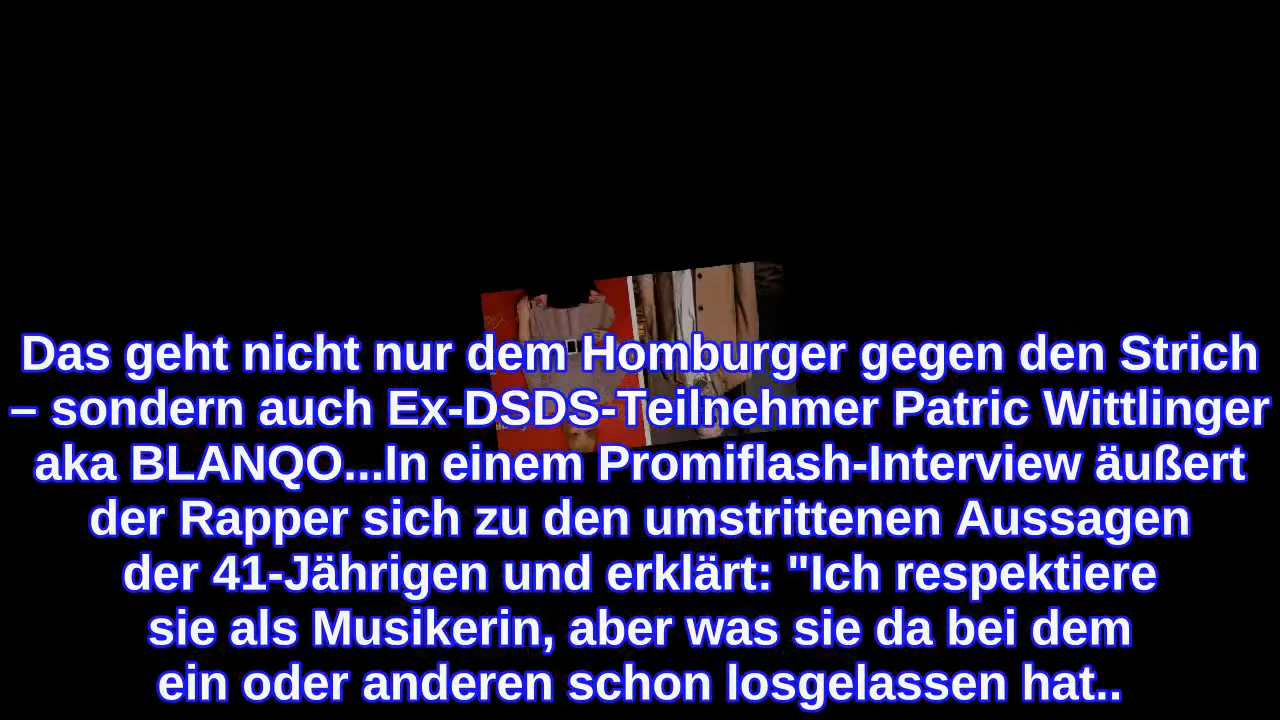 Das geht nicht nur dem Homburger gegen den Strich
– sondern auch Ex-DSDS-Teilnehmer Patric Wittlinger
aka BLANQO...In einem Promiflash-Interview äußert
der Rapper sich zu den umstrittenen Aussagen
der 41-Jährigen und erklärt: "Ich respektiere
sie als Musikerin, aber was sie da bei dem
ein oder anderen schon losgelassen hat..